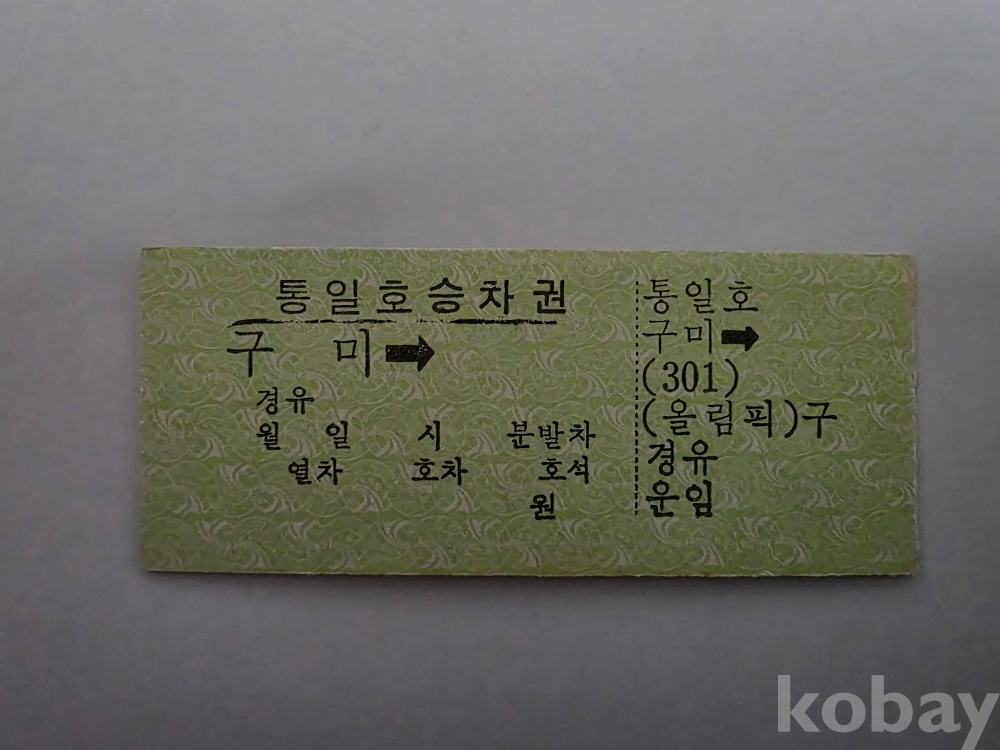 통일호승차권
구 미 ➡
경유
월 일 시 분발차
열차 호차 호석
원
통일호
구미 ➡
(301)
(올림픽)구
경유
운임
kobay